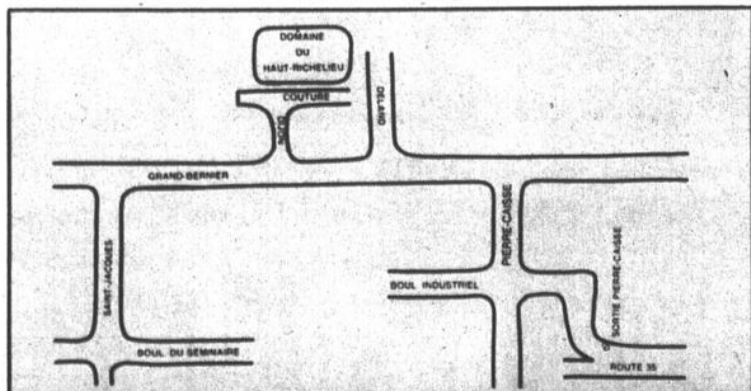 DOMAINE
DU
HAUT-RICHELIEU
COUTURE
DELAND
GRAND-BERNIER
SAINT-JACQUES
PIERRE-CAISSE
BOUL INDUSTRIEL
SORTIE PIERRE-CAISSE
BOUL. DU SÉMINAIRE
ROUTE 35